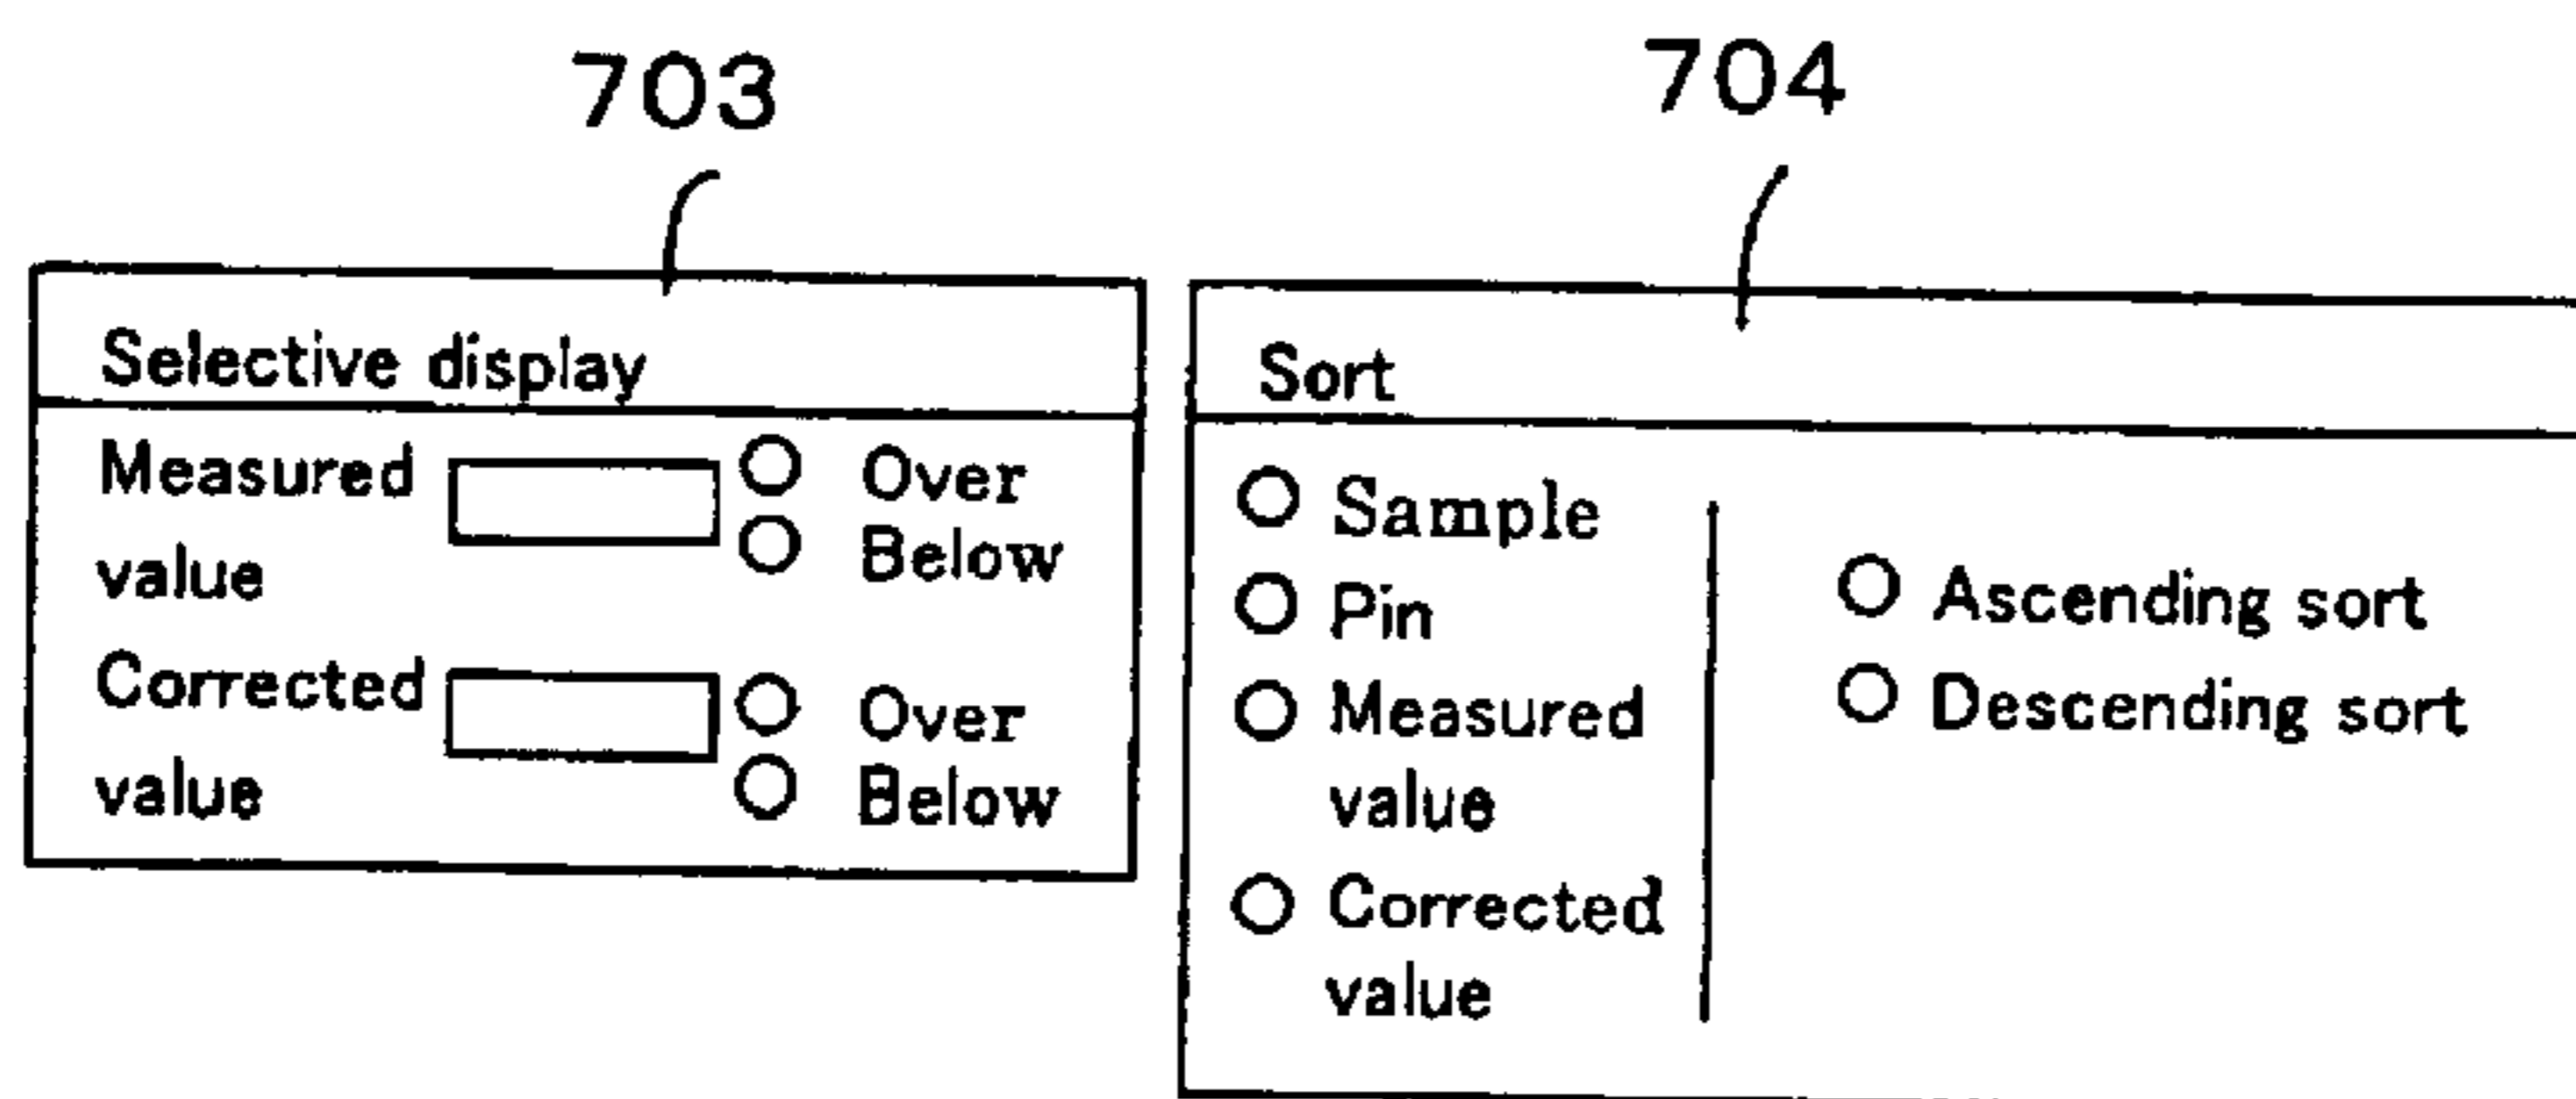 703
704
Selective display
Measured
value
Over
Below
Corrected
value
Over
Below
Sort
Sample
Pin
Measured
value
Corrected
value
Ascending sort
Descending sort